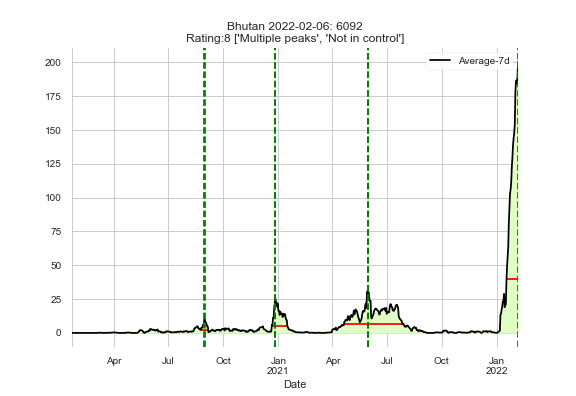 Bhutan 2022-02-06: 6092
Rating:8 ['Multiple peaks', 'Not in control']
Average-7d
200
175
150
125
100
75
50
25
0
Apr
Jul
Oct
Jan
2021
Apr
Jul
Oct
Jan
2022
Date